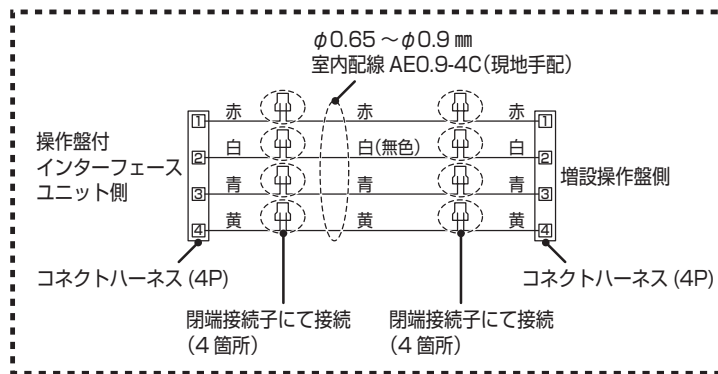 φ0.65～φ0.9㎜
室内配線 AE0.9-4C（現地手配）
操作盤付
インターフェース
ユニット側
1 赤 赤 赤 1
2 白 白(無色) 白 2
3 青 青 青 3
4 黄 黄 黄 4
増設操作盤側
コネクトハーネス (4P)
コネクトハーネス (4P)
閉端接続子にて接続
(4 箇所)
閉端接続子にて接続
(4 箇所)